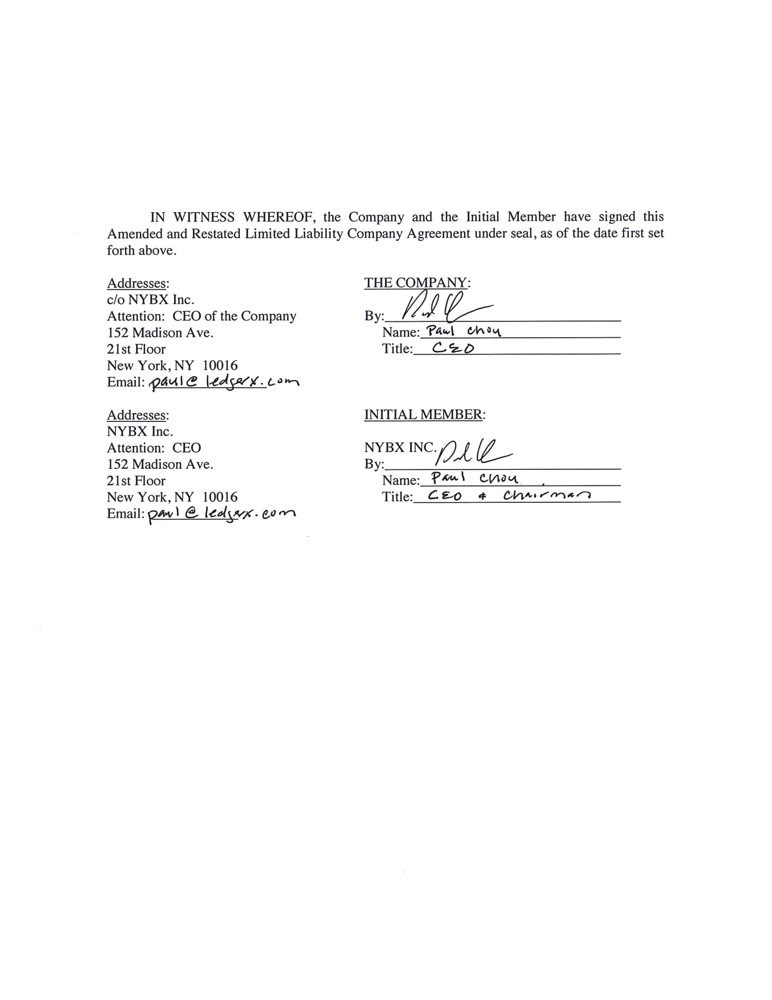 IN WITNESS WHEREOF, the Company and the Initial Member have signed this
Amended and Restated Limited Liability Company Agreement under seal, as of the date first set
forth above.
Addresses:
c/o NYBX Inc.
Attention: CEO of the Company
152 Madison Ave.
21st Floor
New York, NY 10016
Email: paul@ledgerx.com
THE COMPANY:
By:
Name: Paul Chou
Title: CEO
Addresses:
NYBX Inc.
Attention: CEO
152 Madison Ave.
21st Floor
New York, NY 10016
Email: paul@ledgerx.com
INITIAL MEMBER:
NYBX INC.
By:
Name: Paul Chou
Title: CEO & Chairman